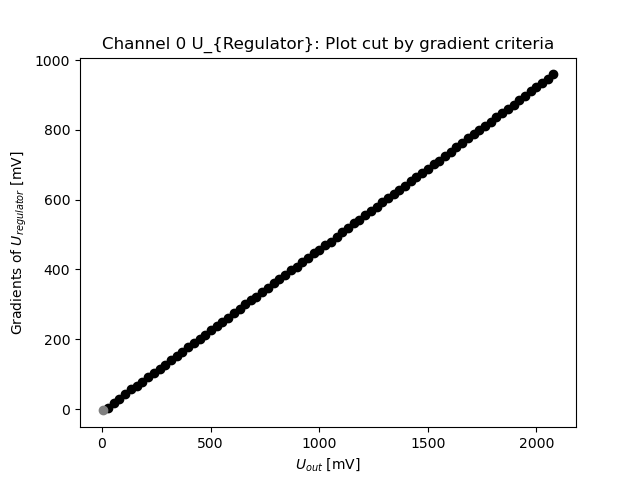 Channel 0 U_{Regulator}: Plot cut by gradient criteria
1000
800
600
400
200
0
Gradients of U_regulator [mV]
0 500 1000 1500 2000
U_out [mV]